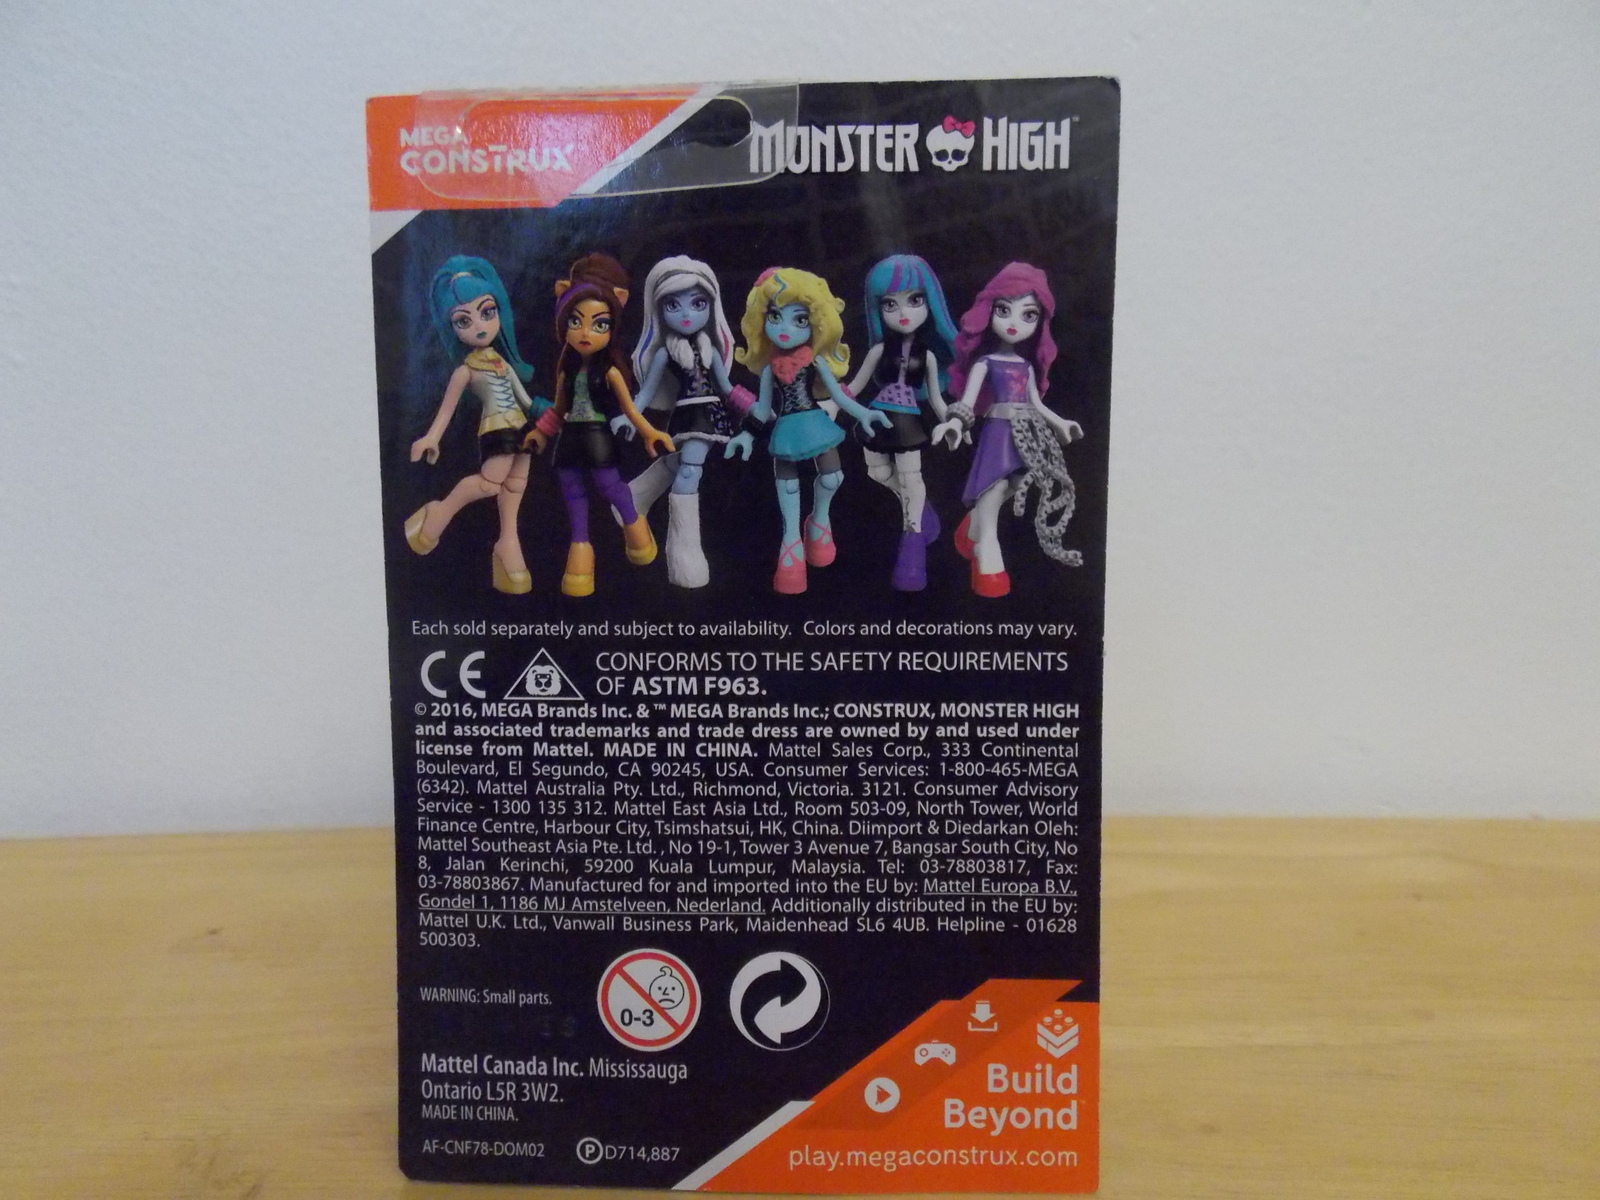 MEGA
CONSTRUX
MONSTER HIGH™
Each sold separately and subject to availability. Colors and decorations may vary.
CE
CONFORMS TO THE SAFETY REQUIREMENTS
OF ASTM F963.
© 2016, MEGA Brands Inc. & ™ MEGA Brands Inc.; CONSTRUX, MONSTER HIGH
and associated trademarks and trade dress are owned by and used under
license from Mattel. MADE IN CHINA. Mattel Sales Corp., 333 Continental
Boulevard, El Segundo, CA 90245, USA. Consumer Services: 1-800-465-MEGA
(6342). Mattel Australia Pty. Ltd., Richmond, Victoria. 3121. Consumer Advisory
Service - 1300 135 312. Mattel East Asia Ltd., Room 503-09, North Tower, World
Finance Centre, Harbour City, Tsimshatsui, HK, China. Diimport & Diedarkan Oleh:
Mattel Southeast Asia Pte. Ltd. , No 19-1, Tower 3 Avenue 7, Bangsar South City, No
8, Jalan Kerinchi, 59200 Kuala Lumpur, Malaysia. Tel: 03-78803817, Fax:
03-78803867. Manufactured for and imported into the EU by: Mattel Europa B.V.,
Gondel 1, 1186 MJ Amstelveen, Nederland. Additionally distributed in the EU by:
Mattel U.K. Ltd., Vanwall Business Park, Maidenhead SL6 4UB. Helpline - 01628
500303.
WARNING: Small parts.
0-3
Mattel Canada Inc. Mississauga
Ontario L5R 3W2.
MADE IN CHINA.
AF-CNF78-DOM02
Ⓟ D714,887
Build
Beyond™
play.megaconstrux.com